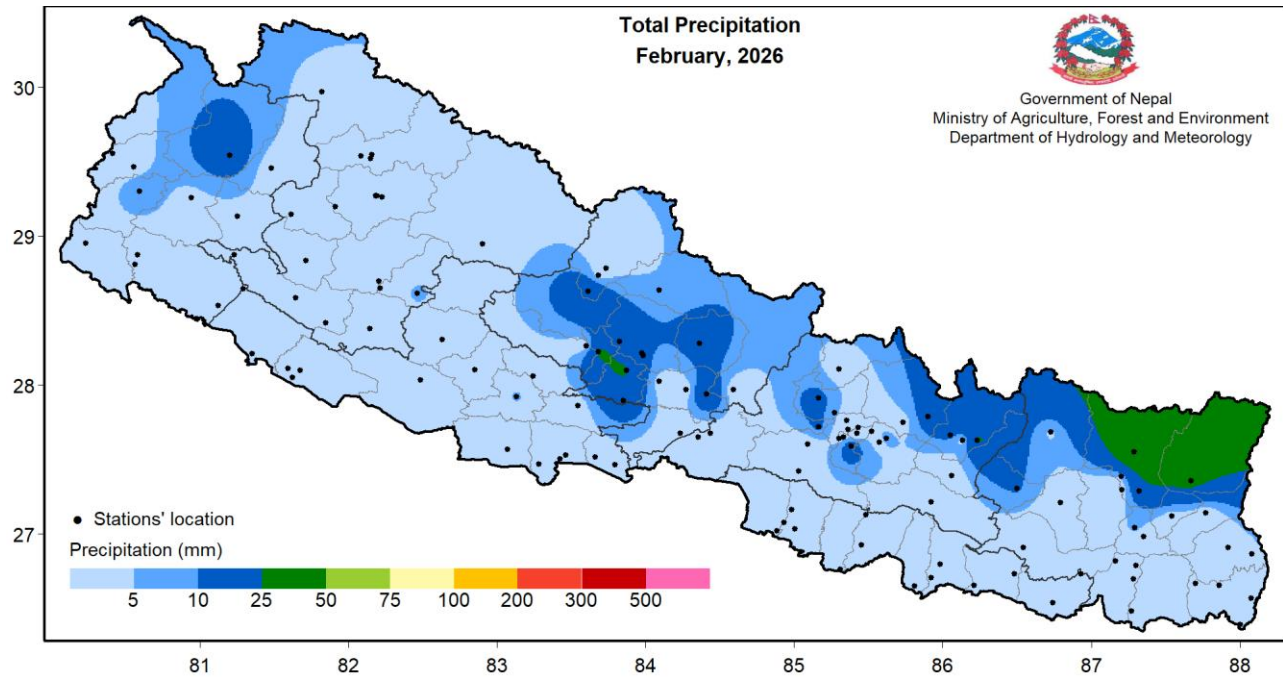 Total Precipitation
February, 2026
Government of Nepal
Ministry of Agriculture, Forest and Environment
Department of Hydrology and Meteorology
30
29
28
27
● Stations' location
Precipitation (mm)
5 10 25 50 75 100 200 300 500
81 82 83 84 85 86 87 88